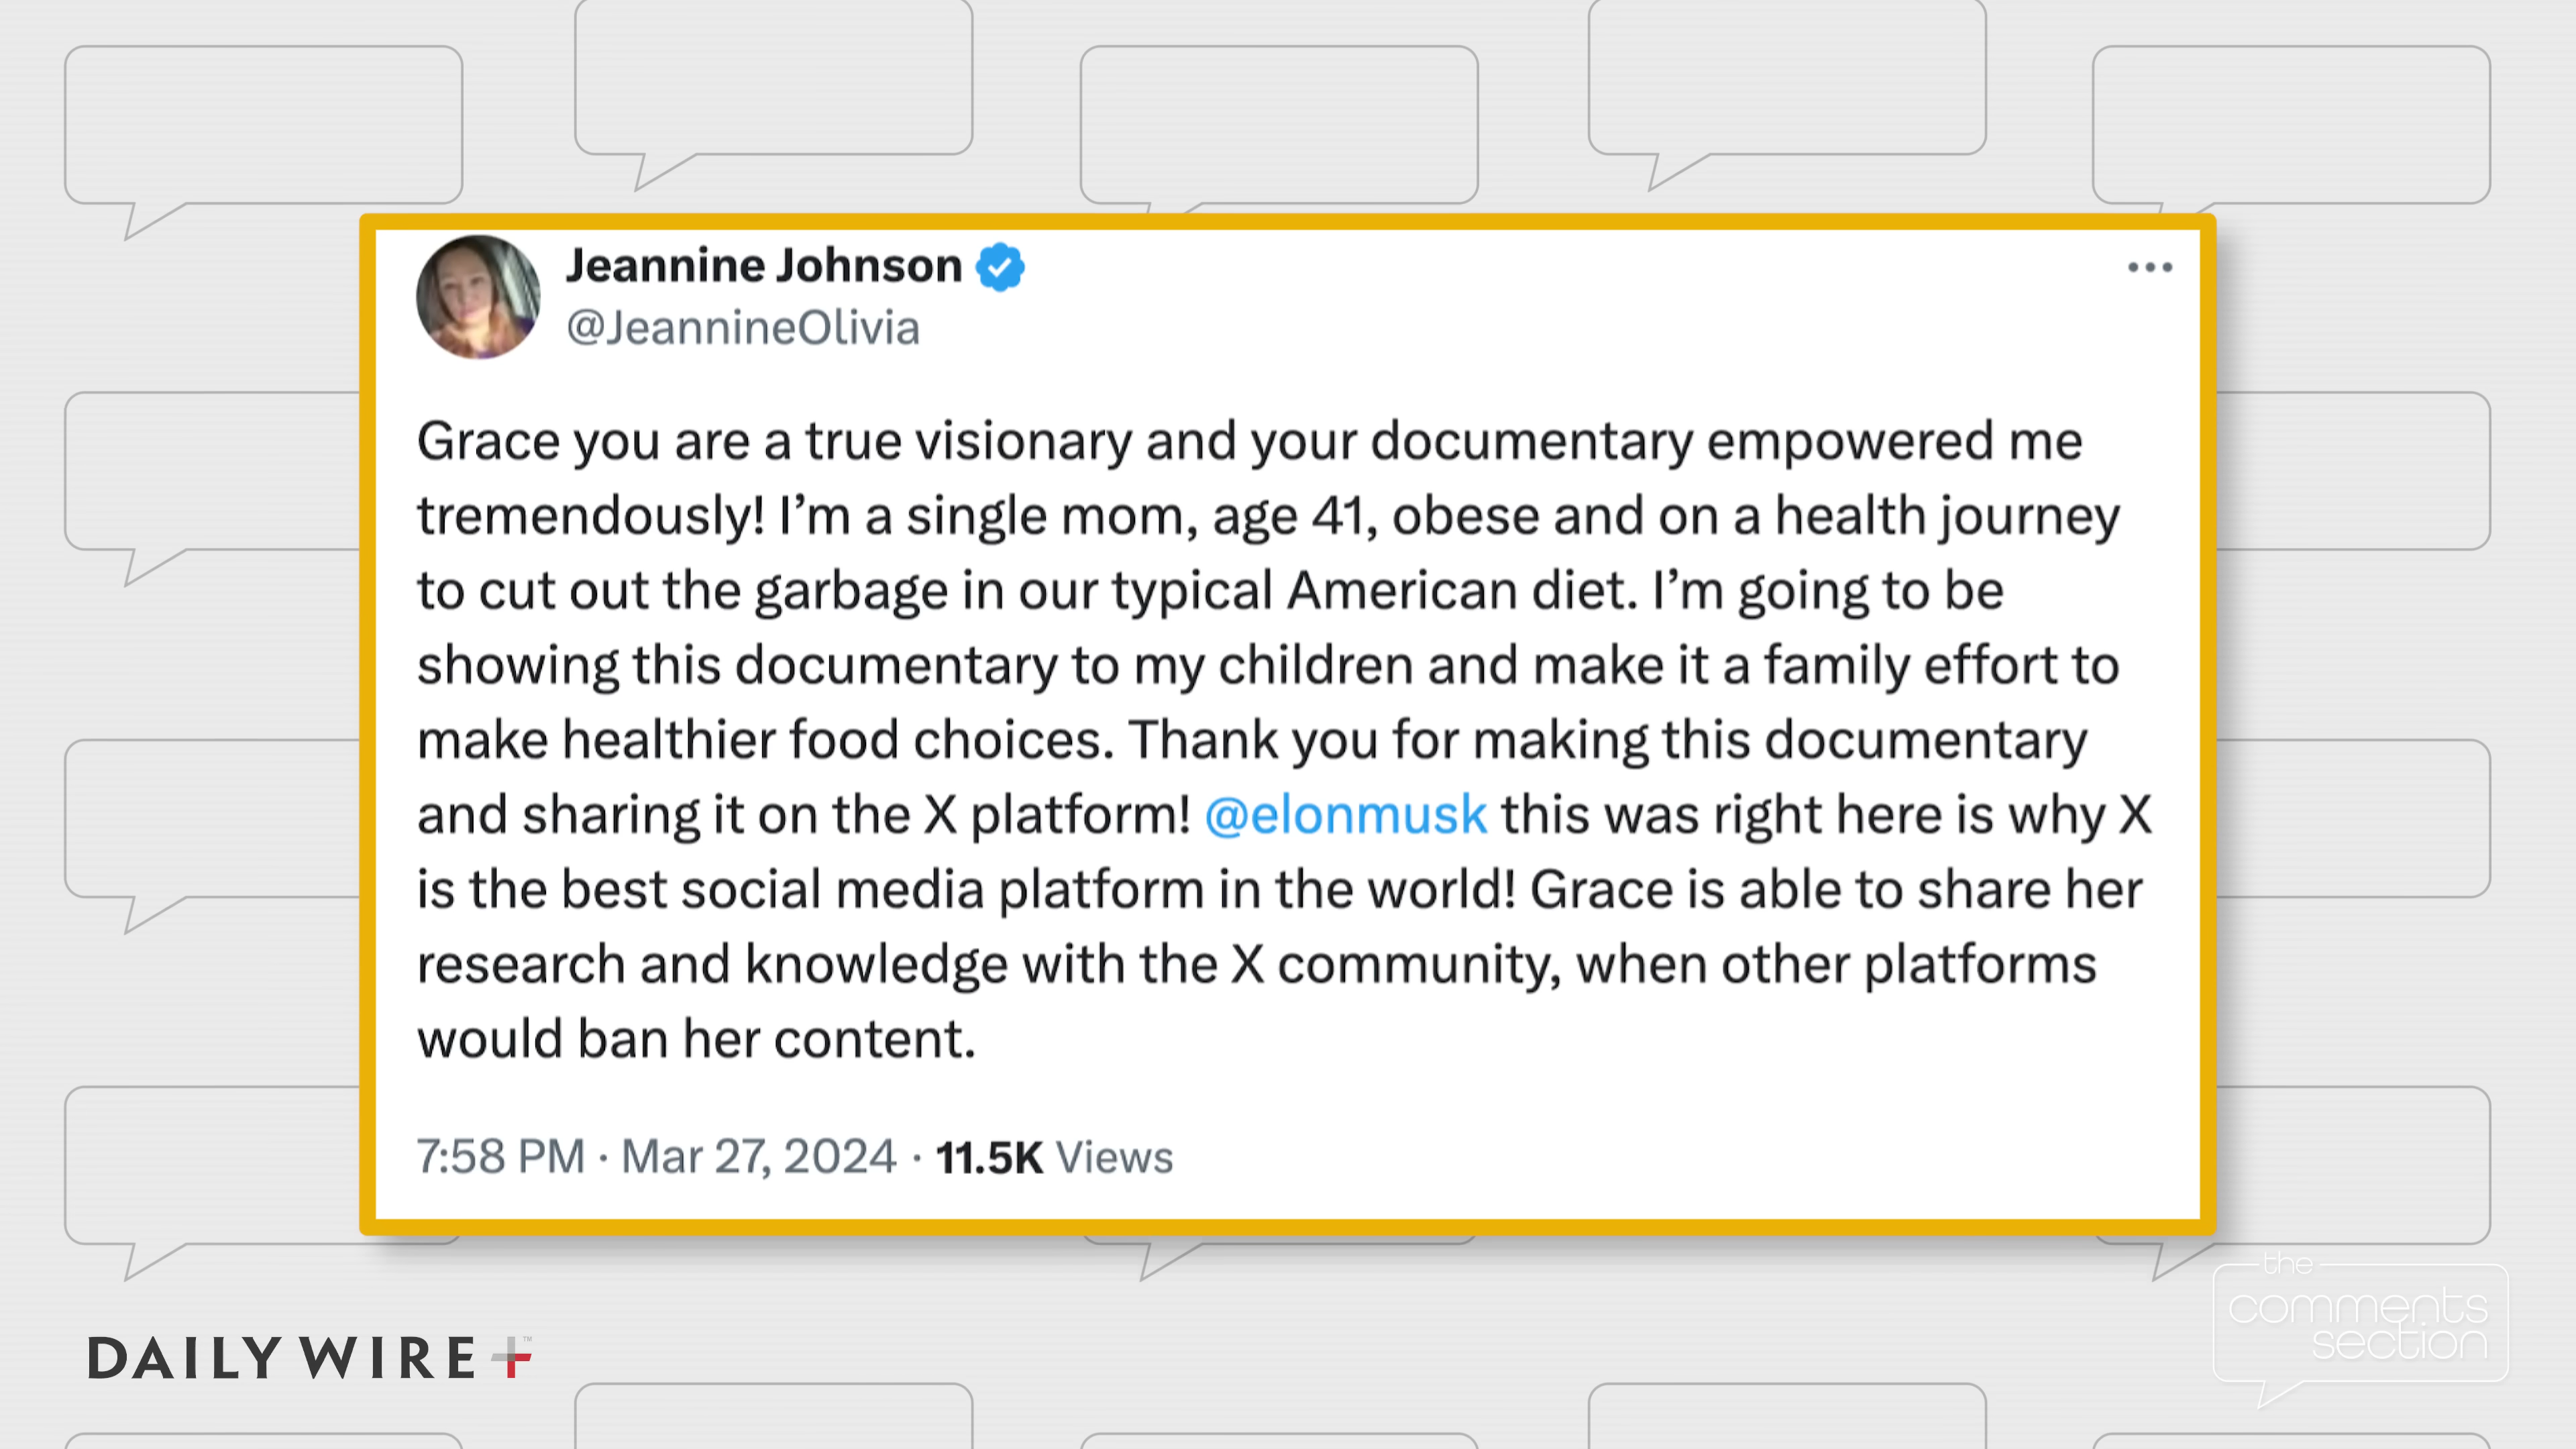 Jeannine Johnson
@JeannineOlivia
Grace you are a true visionary and your documentary empowered me
tremendously! I’m a single mom, age 41, obese and on a health journey
to cut out the garbage in our typical American diet. I’m going to be
showing this documentary to my children and make it a family effort to
make healthier food choices. Thank you for making this documentary
and sharing it on the X platform! @elonmusk this was right here is why X
is the best social media platform in the world! Grace is able to share her
research and knowledge with the X community, when other platforms
would ban her content.
7:58 PM · Mar 27, 2024 · 11.5K Views
DAILY WIRE +™
the
comments
section